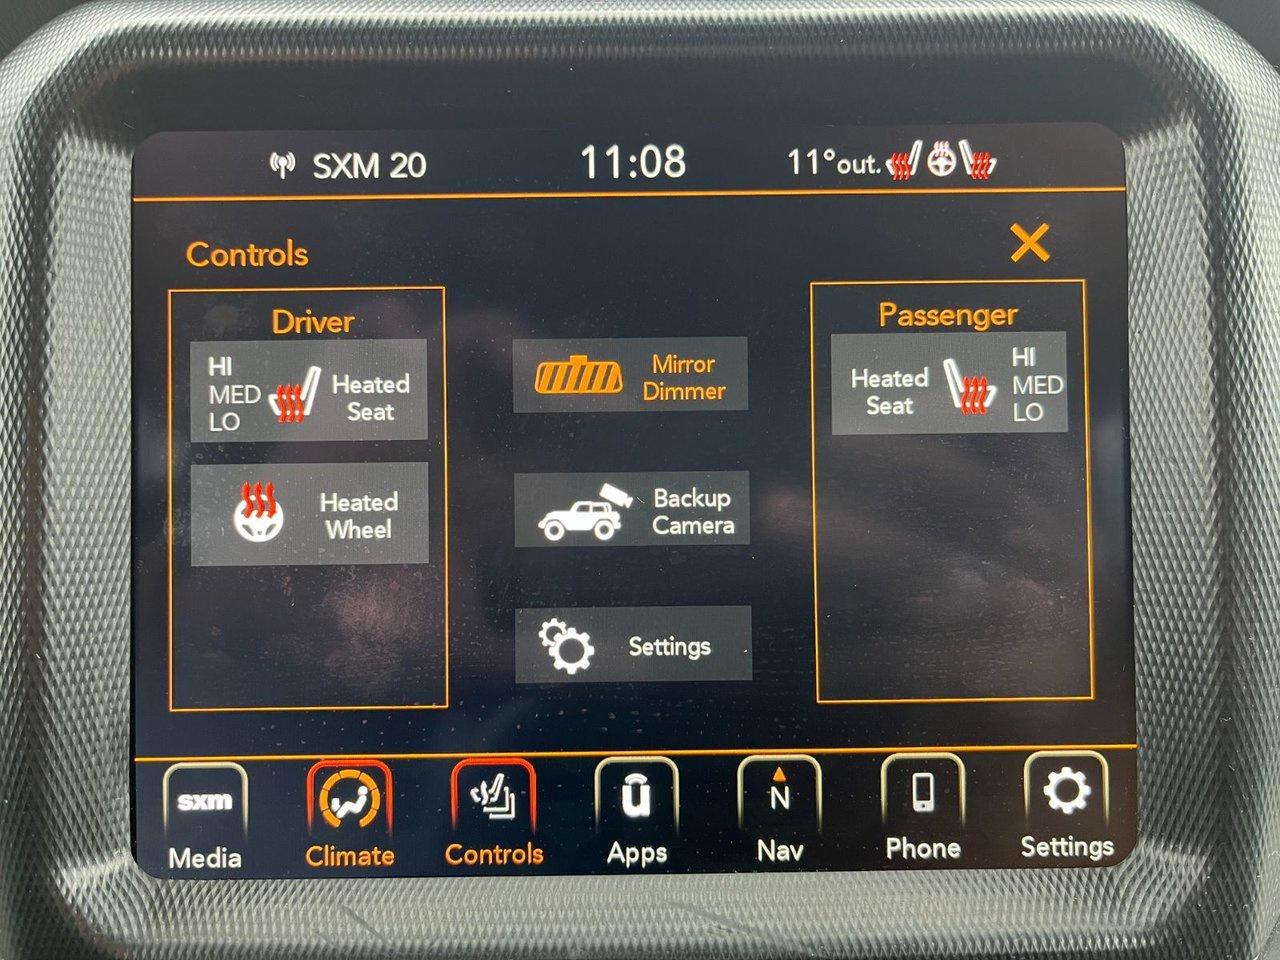 SXM 20
11:08
11°out.
Controls
Driver
HI
MED
LO
Heated
Seat
Heated
Wheel
Mirror
Dimmer
Backup
Camera
Settings
Passenger
Heated
Seat
HI
MED
LO
sxm
Media
Climate
Controls
u
Apps
N
Nav
Phone
Settings